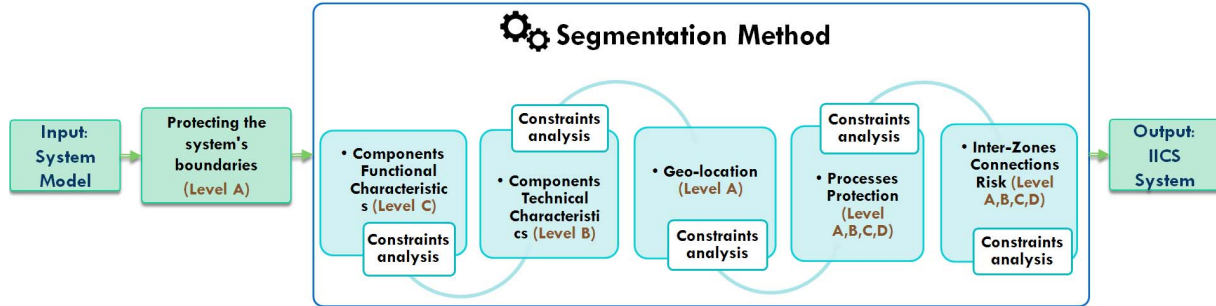 Segmentation Method
Input:
System
Model
Protecting the
system's
boundaries
(Level A)
• Components
Functional
Characteristic
s (Level C)
Constraints
analysis
Constraints
analysis
• Components
Technical
Characteristi
cs (Level B)
• Geo-location
(Level A)
Constraints
analysis
Constraints
analysis
• Processes
Protection
(Level
A,B,C,D)
• Inter-Zones
Connections
Risk (Level
A,B,C,D)
Constraints
analysis
Output:
IICS
System